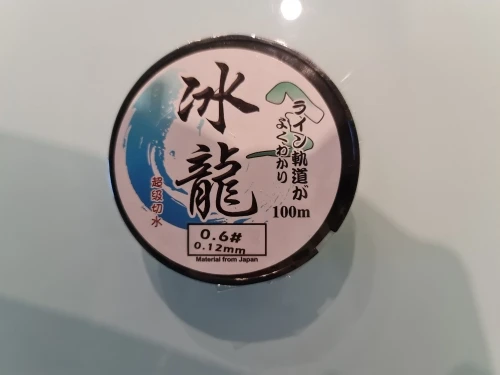 冰龍
ライン軌道が
よくわかり
100m
超級切水
0.6#
0.12mm
Material from Japan